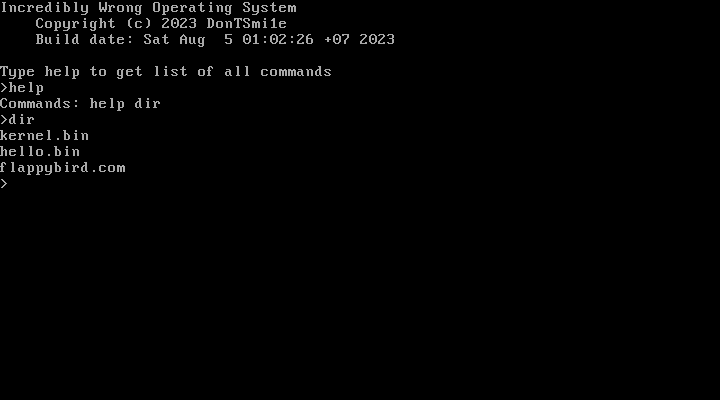 Incredibly Wrong Operating System
    Copyright (c) 2023 DonTSmi1e
    Build date: Sat Aug  5 01:02:26 +07 2023

Type help to get list of all commands
>help
Commands: help dir
>dir
kernel.bin
hello.bin
flappybird.com
>